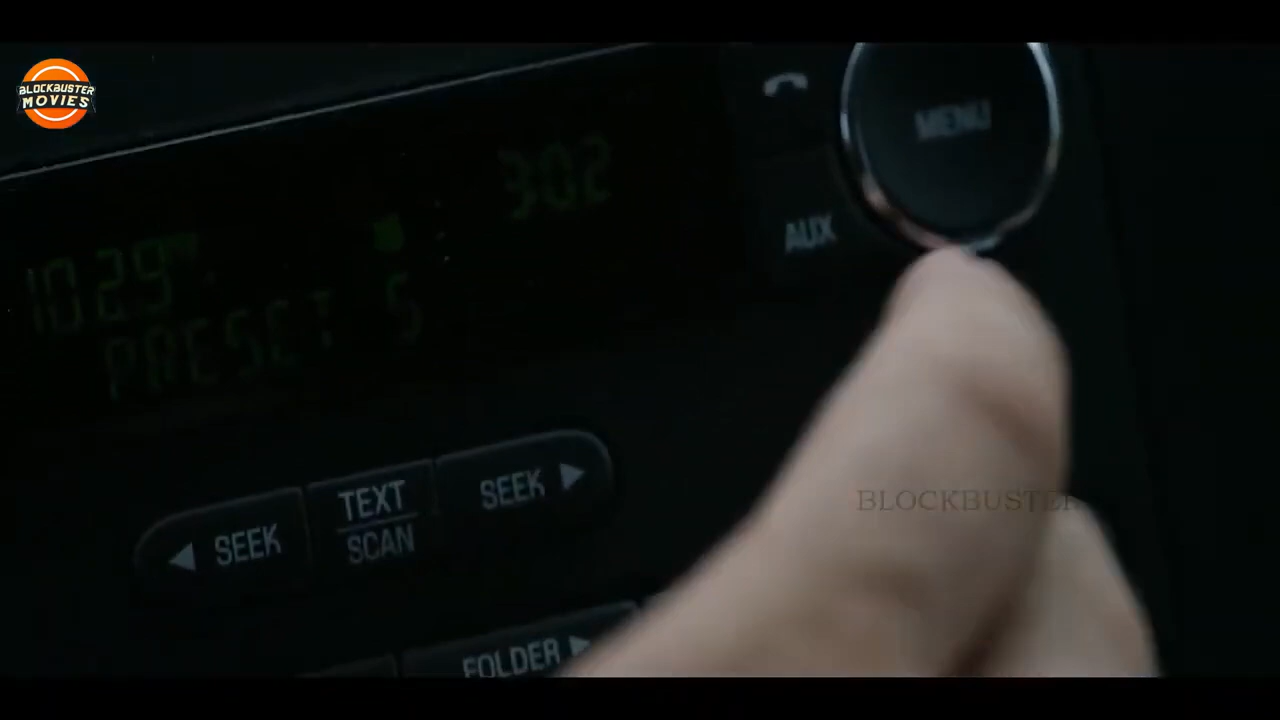 BLOCKBUSTER
MOVIES
MENU
302
AUX
1029
PRESET 5
SEEK
TEXT
SCAN
SEEK
BLOCKBUSTER
FOLDER